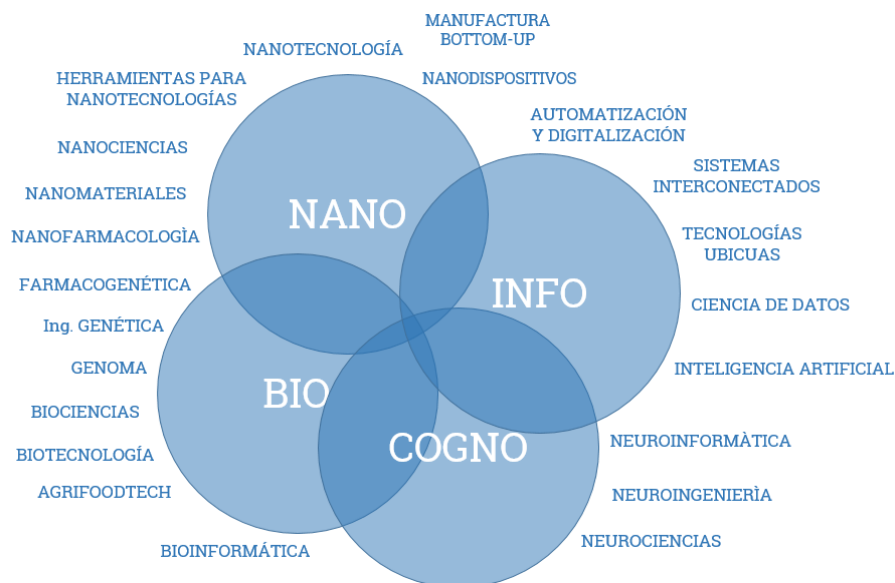 MANUFACTURA
BOTTOM-UP
NANOTECNOLOGÍA
HERRAMIENTAS PARA
NANOTECNOLOGÍAS
NANODISPOSITIVOS
AUTOMATIZACIÓN
Y DIGITALIZACIÓN
NANOCIENCIAS
SISTEMAS
INTERCONECTADOS
NANOMATERIALES
NANO
NANOFARMACOLOGÌA
TECNOLOGÍAS
UBICUAS
FARMACOGENÉTICA
INFO
CIENCIA DE DATOS
Ing. GENÉTICA
GENOMA
INTELIGENCIA ARTIFICIAL
BIO
BIOCIENCIAS
COGNO
NEUROINFORMÀTICA
BIOTECNOLOGÍA
AGRIFOODTECH
NEUROINGENIERÌA
BIOINFORMÁTICA
NEUROCIENCIAS